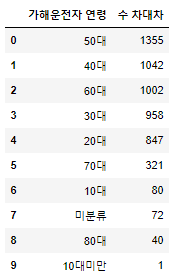 가해운전자 연령 수 차대차
0 50대 1355
1 40대 1042
2 60대 1002
3 30대 958
4 20대 847
5 70대 321
6 10대 80
7 미분류 72
8 80대 40
9 10대미만 1